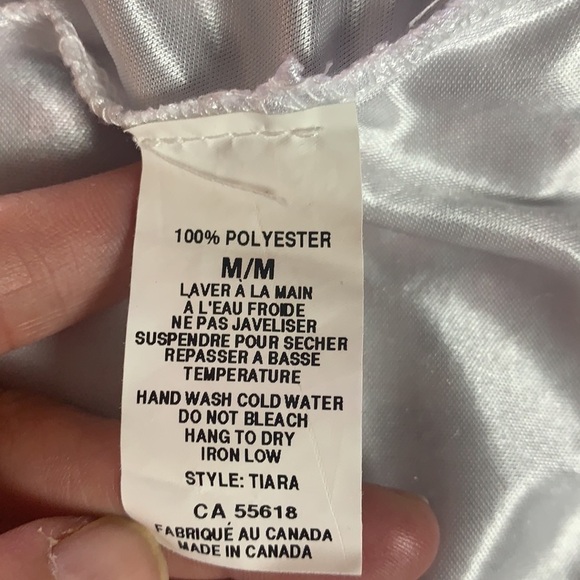 100% POLYESTER
M/M
LAVER À LA MAIN
À L'EAU FROIDE
NE PAS JAVELISER
SUSPENDRE POUR SECHER
REPASSER A BASSE
TEMPERATURE
HAND WASH COLD WATER
DO NOT BLEACH
HANG TO DRY
IRON LOW
STYLE: TIARA
CA 55618
FABRIQUÉ AU CANADA
MADE IN CANADA